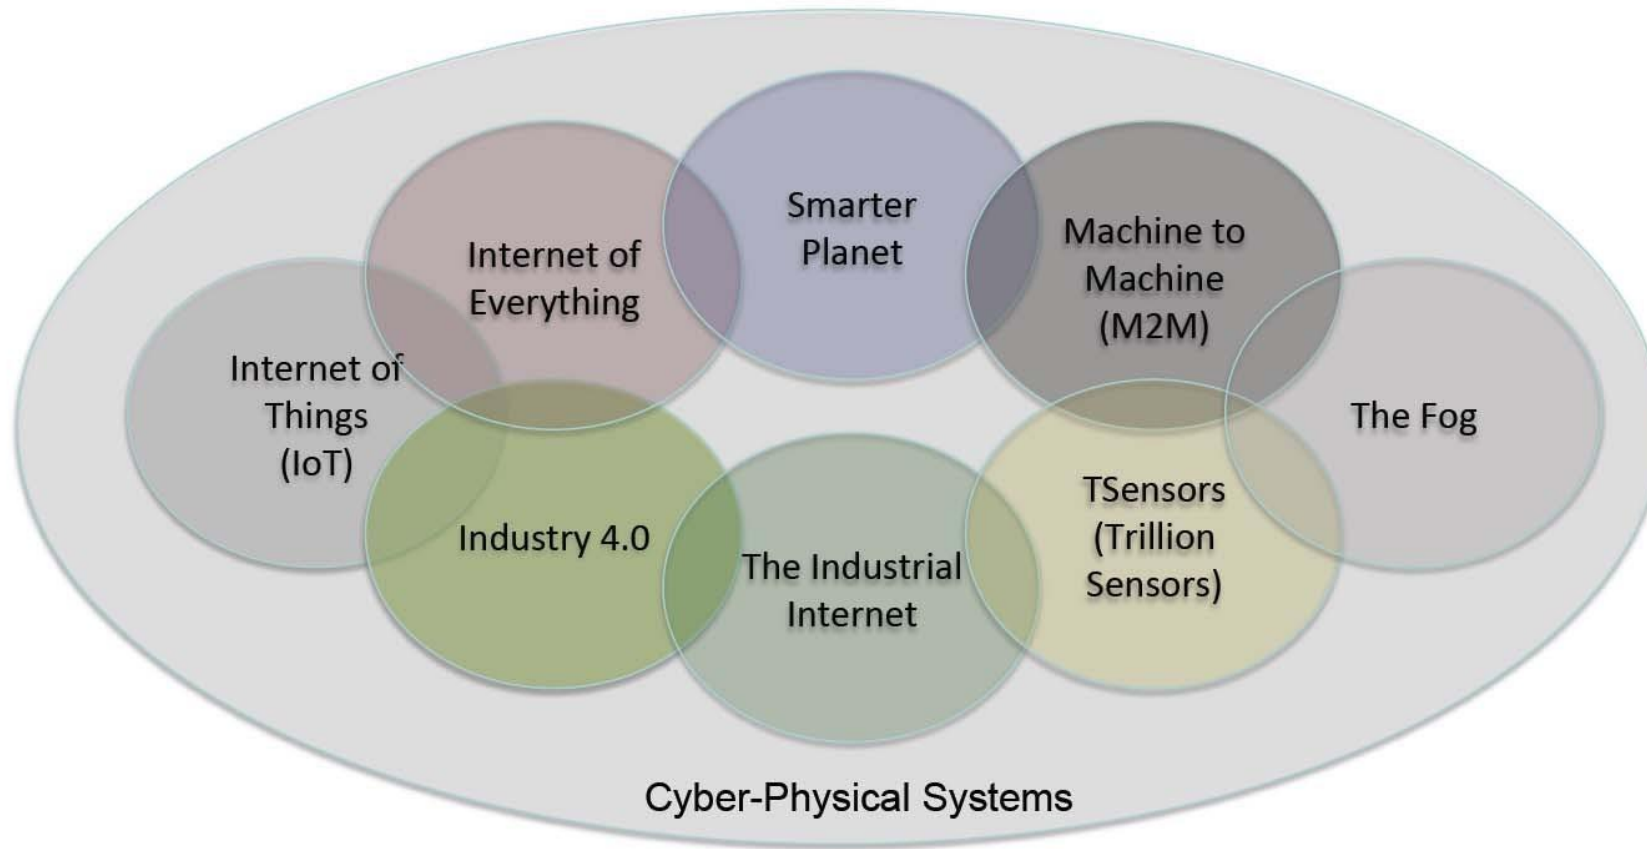 Smarter
Planet
Internet of
Everything
Machine to
Machine
(M2M)
Internet of
Things
(IoT)
The Fog
Industry 4.0
The Industrial
Internet
TSensors
(Trillion
Sensors)
Cyber-Physical Systems